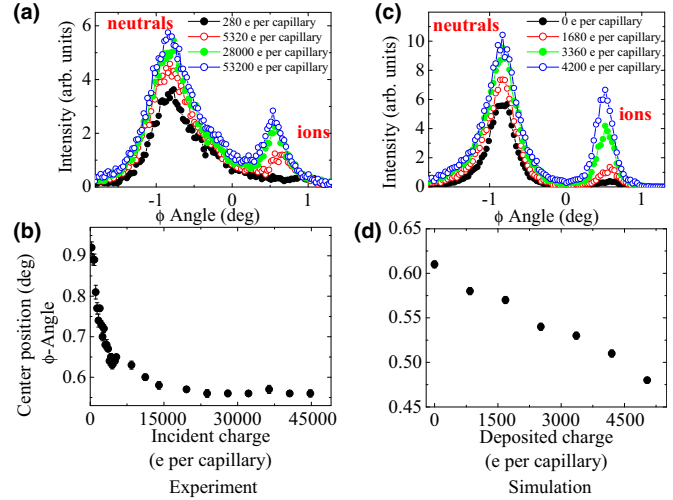 (a)
neutrals
280 e per capillary
5320 e per capillary
28000 e per capillary
53200 e per capillary
ions
Intensity (arb. units)
6
4
2
0
-1
0
1
ϕ Angle (deg)
(c)
neutrals
0 e per capillary
1680 e per capillary
3360 e per capillary
4200 e per capillary
ions
Intensity (arb. units)
10
8
6
4
2
0
-1
0
1
ϕ Angle (deg)
(b)
Center position (deg)
ϕ-Angle
0.9
0.8
0.7
0.6
0
15000
30000
45000
Incident charge
(e per capillary)
Experiment
(d)
0.60
0.55
0.50
0.45
0
1500
3000
4500
Deposited charge
(e per capillary)
Simulation